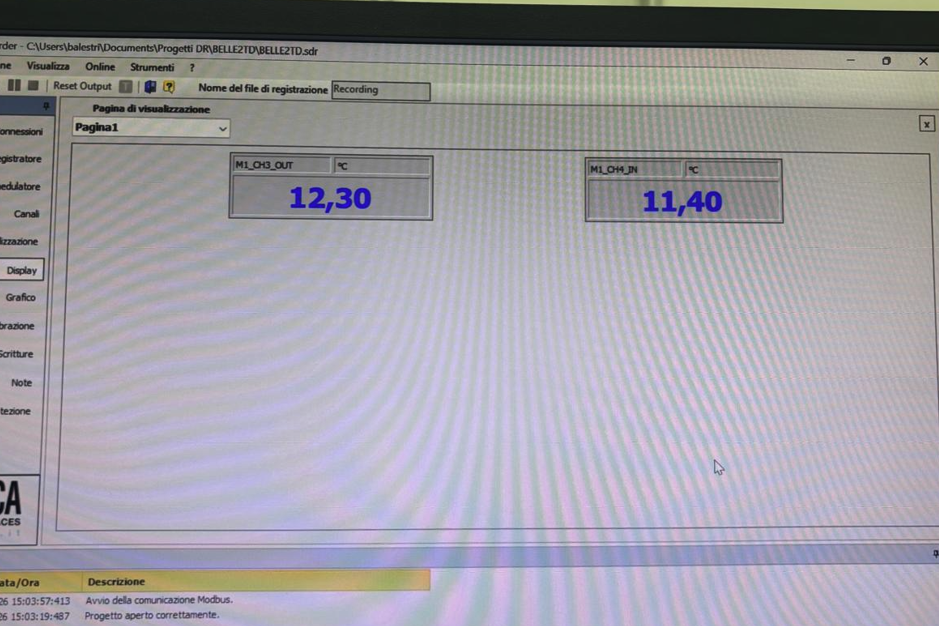 rder - C:\Users\balestri\Documents\Progetti DR\BELLE2TD\BELLE2TD.sdr
ne Visualizza Online Strumenti ?
Reset Output Nome del file di registrazione Recording
Pagina di visualizzazione
Pagina1
onnessioni
egistratore
edulatore
Canali
lizzazione
Display
Grafico
brazione
Scritture
Note
tezione
M1_CH3_OUT °C
12,30
M1_CH4_IN °C
11,40
CA
CES
ata/Ora Descrizione
26 15:03:57:413 Avvio della comunicazione Modbus.
26 15:03:19:487 Progetto aperto correttamente.